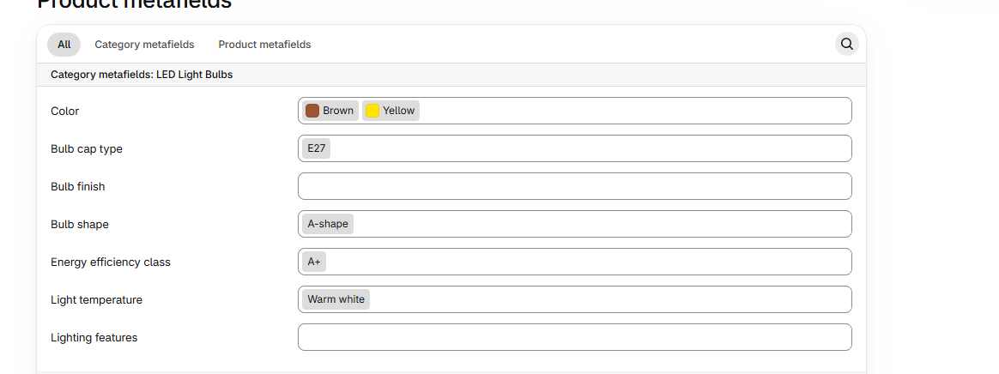 Product metafields
All Category metafields Product metafields
Category metafields: LED Light Bulbs
Color Brown Yellow
Bulb cap type E27
Bulb finish
Bulb shape A-shape
Energy efficiency class A+
Light temperature Warm white
Lighting features